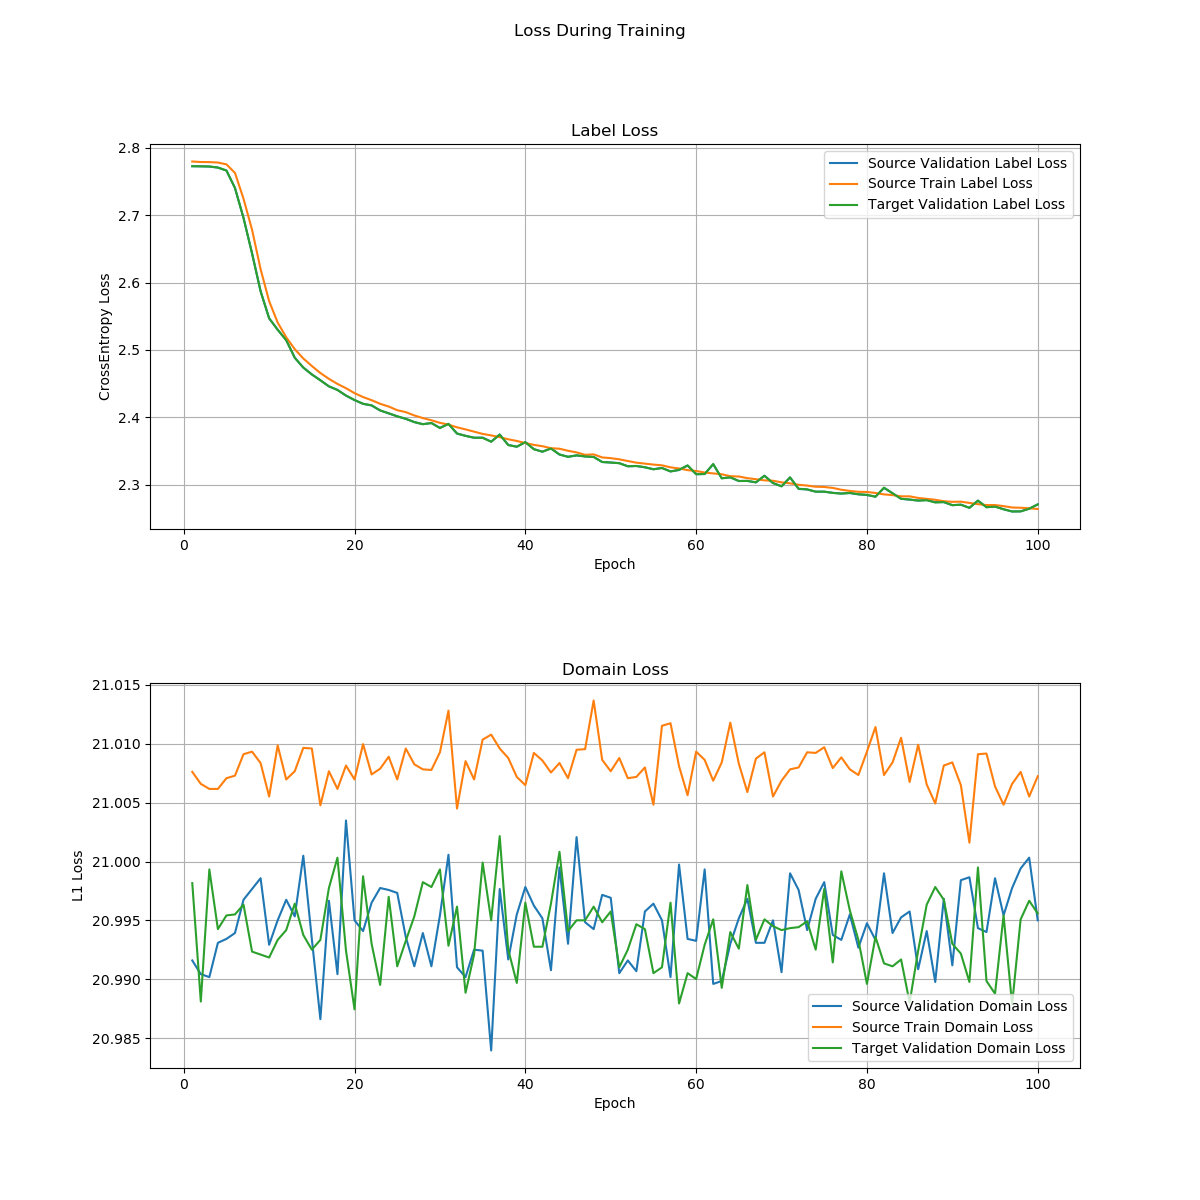 Loss During Training
Label Loss
2.8
2.7
2.6
2.5
2.4
2.3
CrossEntropy Loss
Source Validation Label Loss
Source Train Label Loss
Target Validation Label Loss
0 20 40 60 80 100
Epoch
Domain Loss
21.015
21.010
21.005
21.000
20.995
20.990
20.985
L1 Loss
Source Validation Domain Loss
Source Train Domain Loss
Target Validation Domain Loss
0 20 40 60 80 100
Epoch